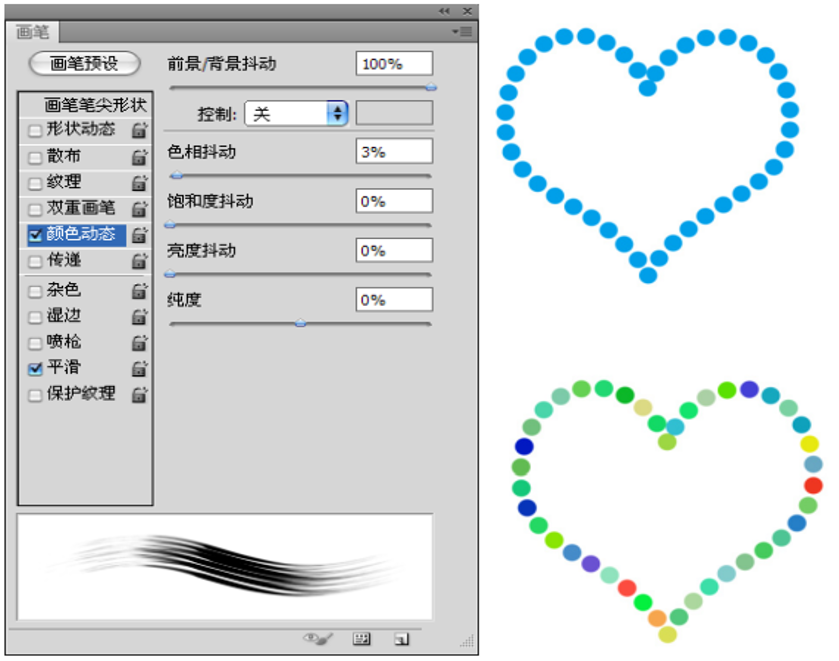 画笔
画笔预设
前景/背景抖动 100%
画笔笔尖形状
控制: 关
形状动态
散布
色相抖动 3%
纹理
双重画笔
饱和度抖动 0%
颜色动态
传递
亮度抖动 0%
杂色
纯度 0%
湿边
喷枪
平滑
保护纹理